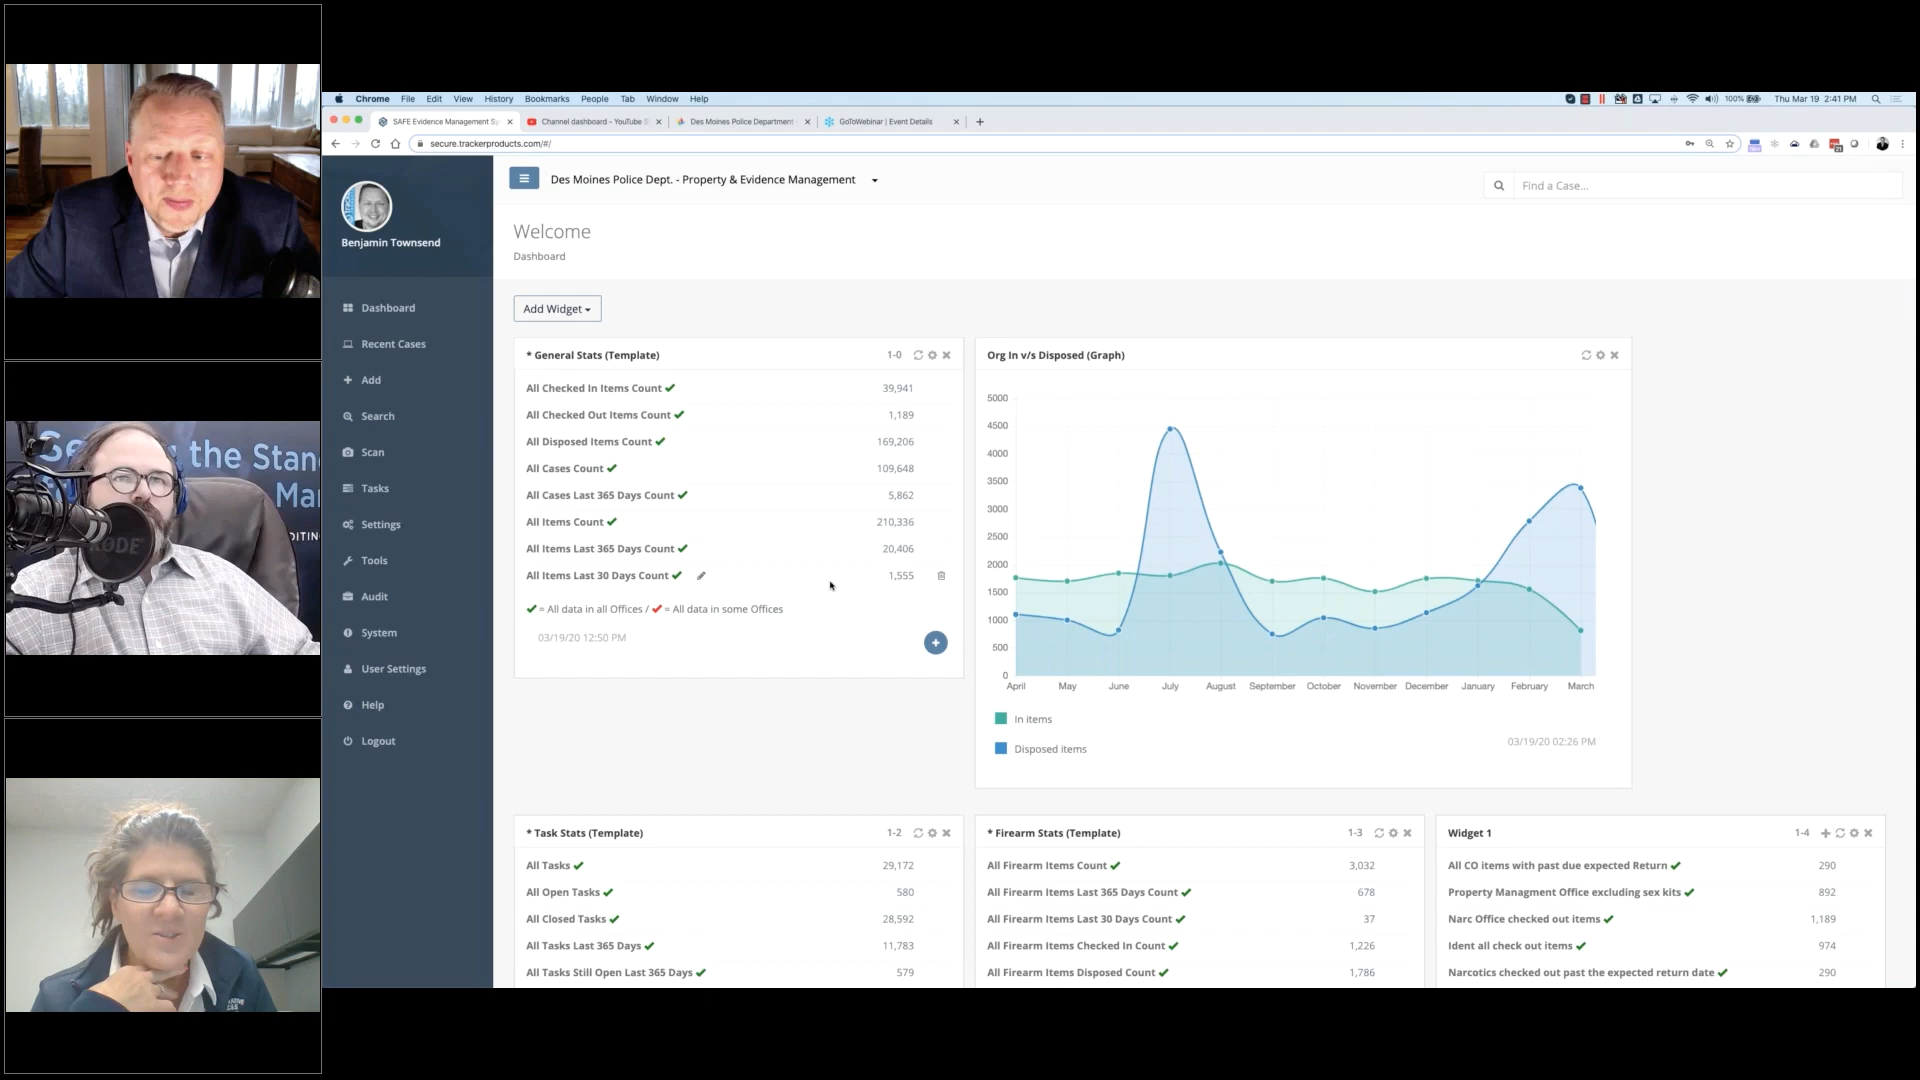 Chrome File Edit View History Bookmarks People Tab Window Help
100% Thu Mar 19 2:41 PM
SAFE Evidence Management Sy
Channel dashboard - YouTube S
Des Moines Police Department
GoToWebinar | Event Details
secure.trackerproducts.com/#/
Benjamin Townsend
Dashboard
Recent Cases
Add
Search
Scan
Tasks
Settings
Tools
Audit
System
User Settings
Help
Logout
Des Moines Police Dept. - Property & Evidence Management
Find a Case...
Welcome
Dashboard
Add Widget
* General Stats (Template) 1-0
All Checked In Items Count 39,941
All Checked Out Items Count 1,189
All Disposed Items Count 169,206
All Cases Count 109,648
All Cases Last 365 Days Count 5,862
All Items Count 210,336
All Items Last 365 Days Count 20,406
All Items Last 30 Days Count 1,555
= All data in all Offices / = All data in some Offices
03/19/20 12:50 PM
Org In v/s Disposed (Graph)
5000
4500
4000
3500
3000
2500
2000
1500
1000
500
0
April May June July August September October November December January February March
In items
Disposed items
03/19/20 02:26 PM
* Task Stats (Template) 1-2
All Tasks 29,172
All Open Tasks 580
All Closed Tasks 28,592
All Tasks Last 365 Days 11,783
All Tasks Still Open Last 365 Days 579
* Firearm Stats (Template) 1-3
All Firearm Items Count 3,032
All Firearm Items Last 365 Days Count 678
All Firearm Items Last 30 Days Count 37
All Firearm Items Checked In Count 1,226
All Firearm Items Disposed Count 1,786
Widget 1 1-4
All CO items with past due expected Return 290
Property Managment Office excluding sex kits 892
Narc Office checked out items 1,189
Ident all check out items 974
Narcotics checked out past the expected return date 290
the Stan
Ma
RODE